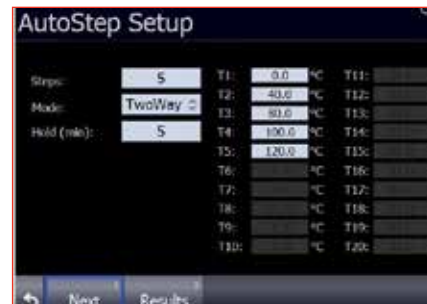 AutoStep Setup
Steps: 5 T1: 0.0 °C T11:
Mode: TwoWay T2: 40.0 °C T12:
Hold (min): 5 T3: 80.0 °C T13:
T4: 100.0 °C T14:
T5: 120.0 °C T15:
T6: °C T16:
T7: °C T17:
T8: °C T18:
T9: °C T19:
T10: °C T20:
Next Results